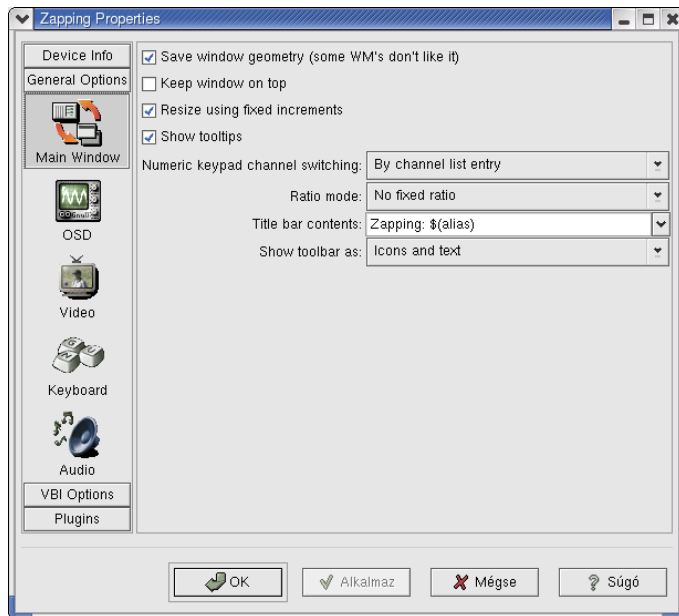 Zapping Properties
Device Info
General Options
Main Window
OSD
Video
Keyboard
Audio
VBI Options
Plugins
Save window geometry (some WM's don't like it)
Keep window on top
Resize using fixed increments
Show tooltips
Numeric keypad channel switching: By channel list entry
Ratio mode: No fixed ratio
Title bar contents: Zapping: $(alias)
Show toolbar as: Icons and text
OK
Alkalmaz
Mégse
Súgó